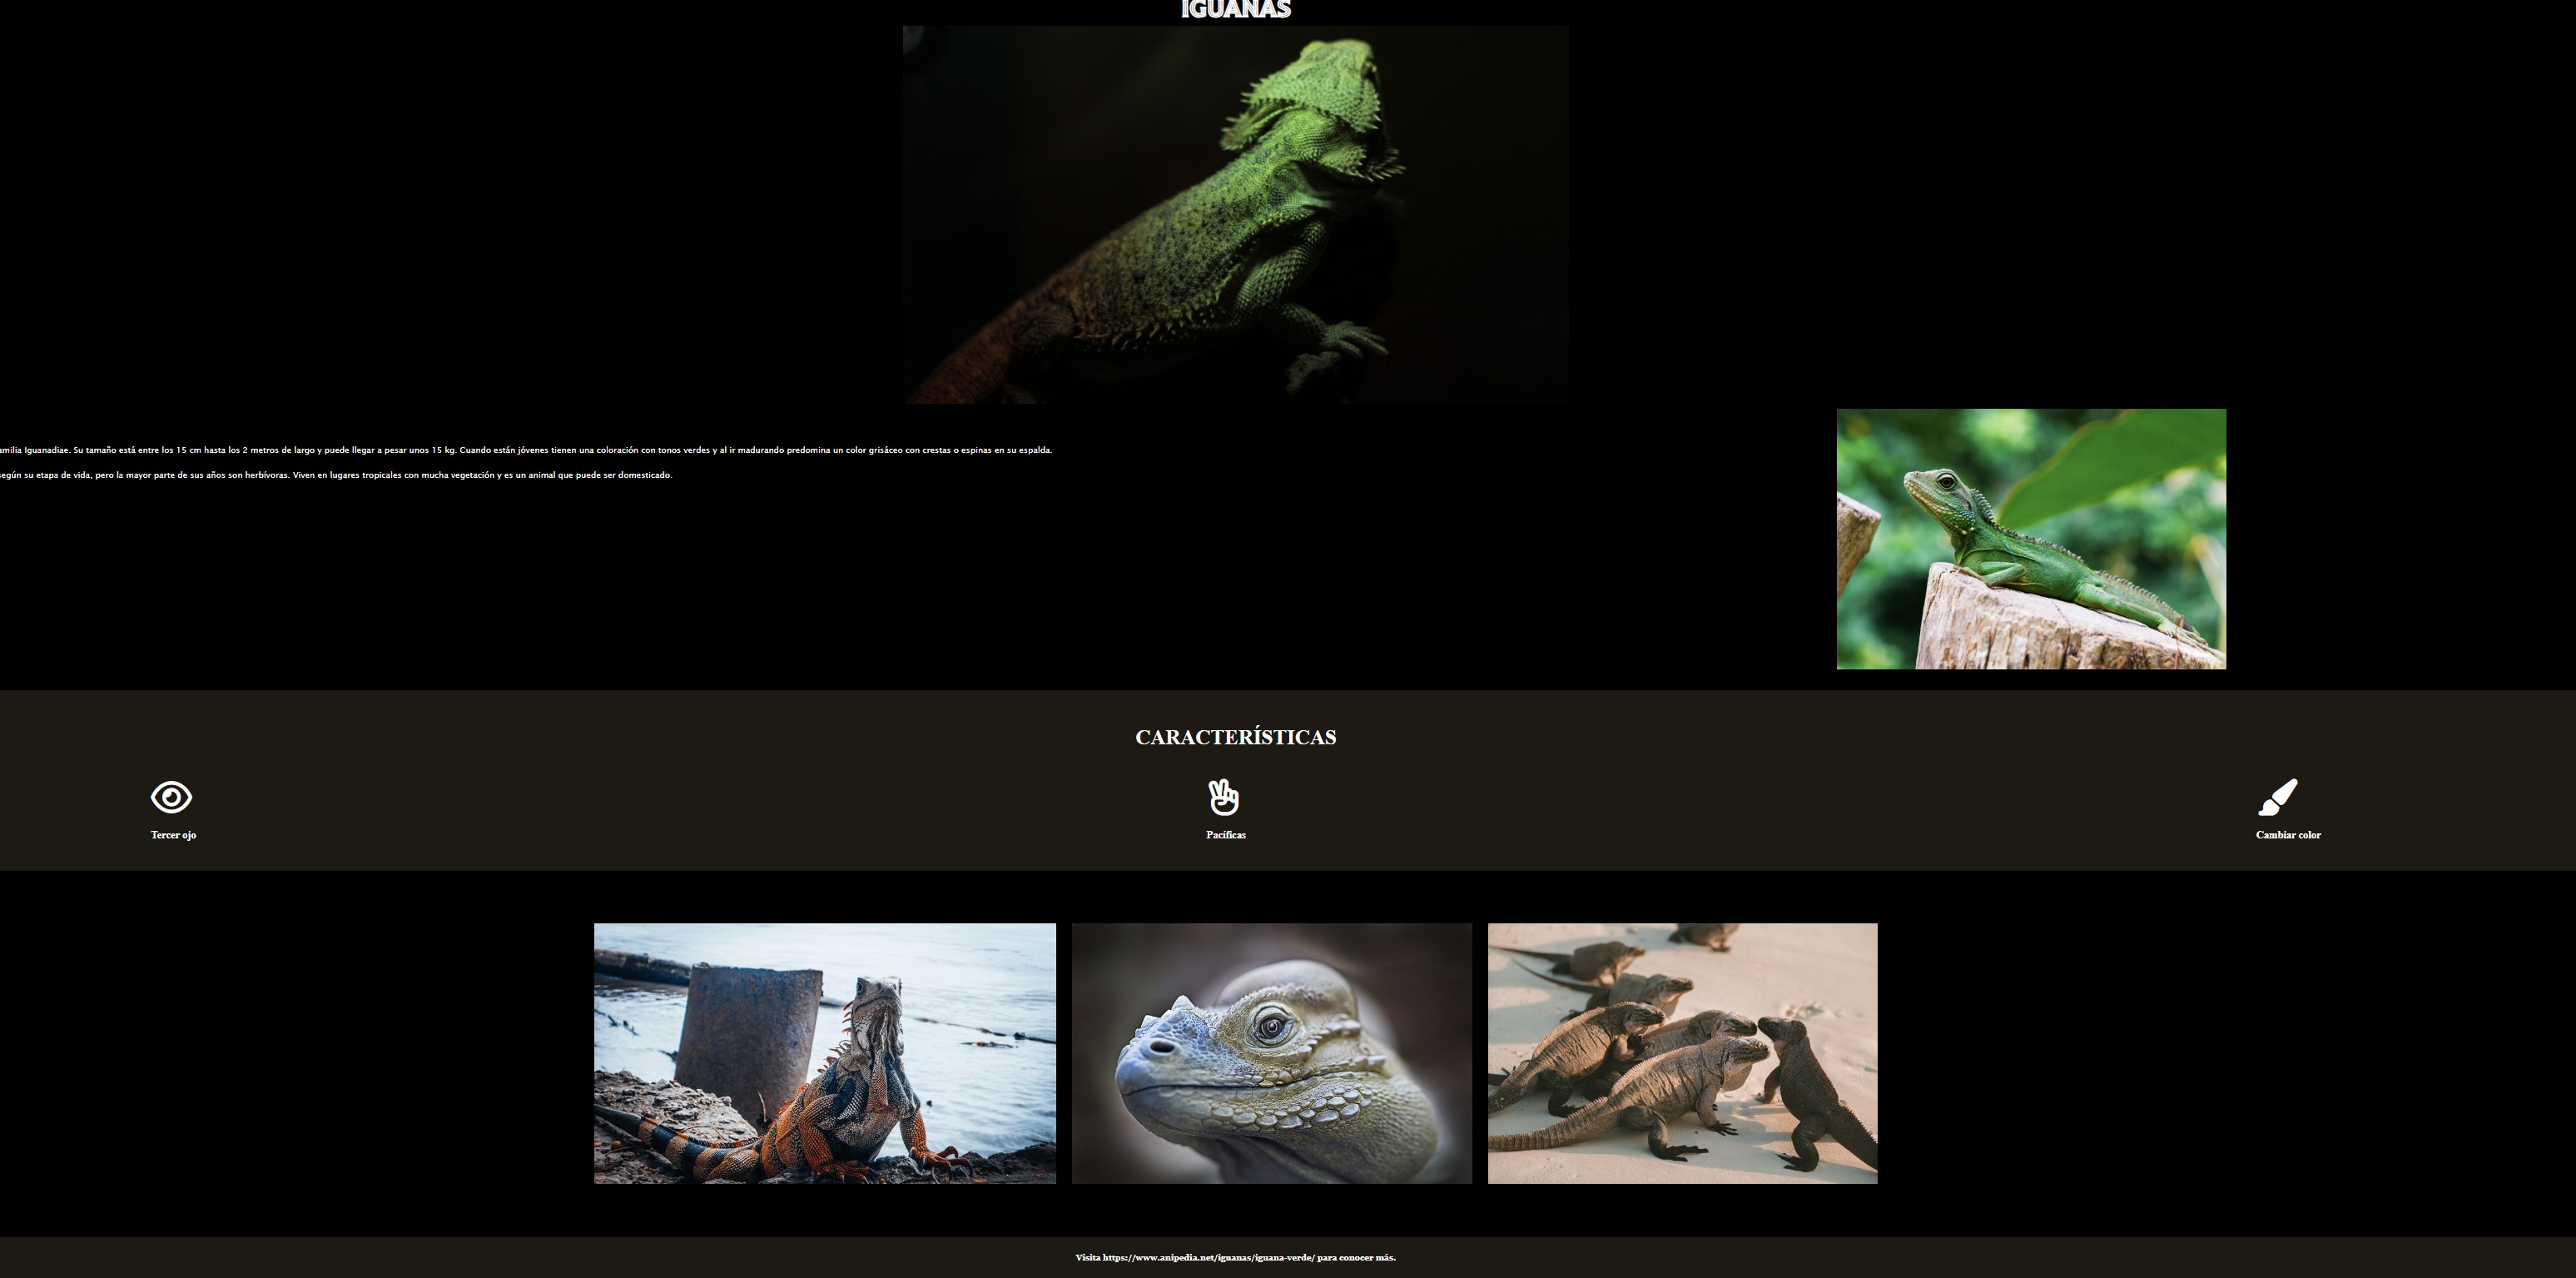 IGUANAS
Iguanadiae. Su tamaño está entre los 15 cm hasta los 2 metros de largo y puede llegar a pesar unos 15 kg. Cuando están jóvenes tienen una coloración con tonos verdes y al ir madurando predomina un color grisáceo con crestas o espinas en su espalda.
según su etapa de vida, pero la mayor parte de sus años son herbívoras. Viven en lugares tropicales con mucha vegetación y es un animal que puede ser domesticado.
CARACTERÍSTICAS
Tercer ojo
Pacíficas
Cambiar color
Visita https://www.anipedia.net/iguanas/iguana-verde/ para conocer más.